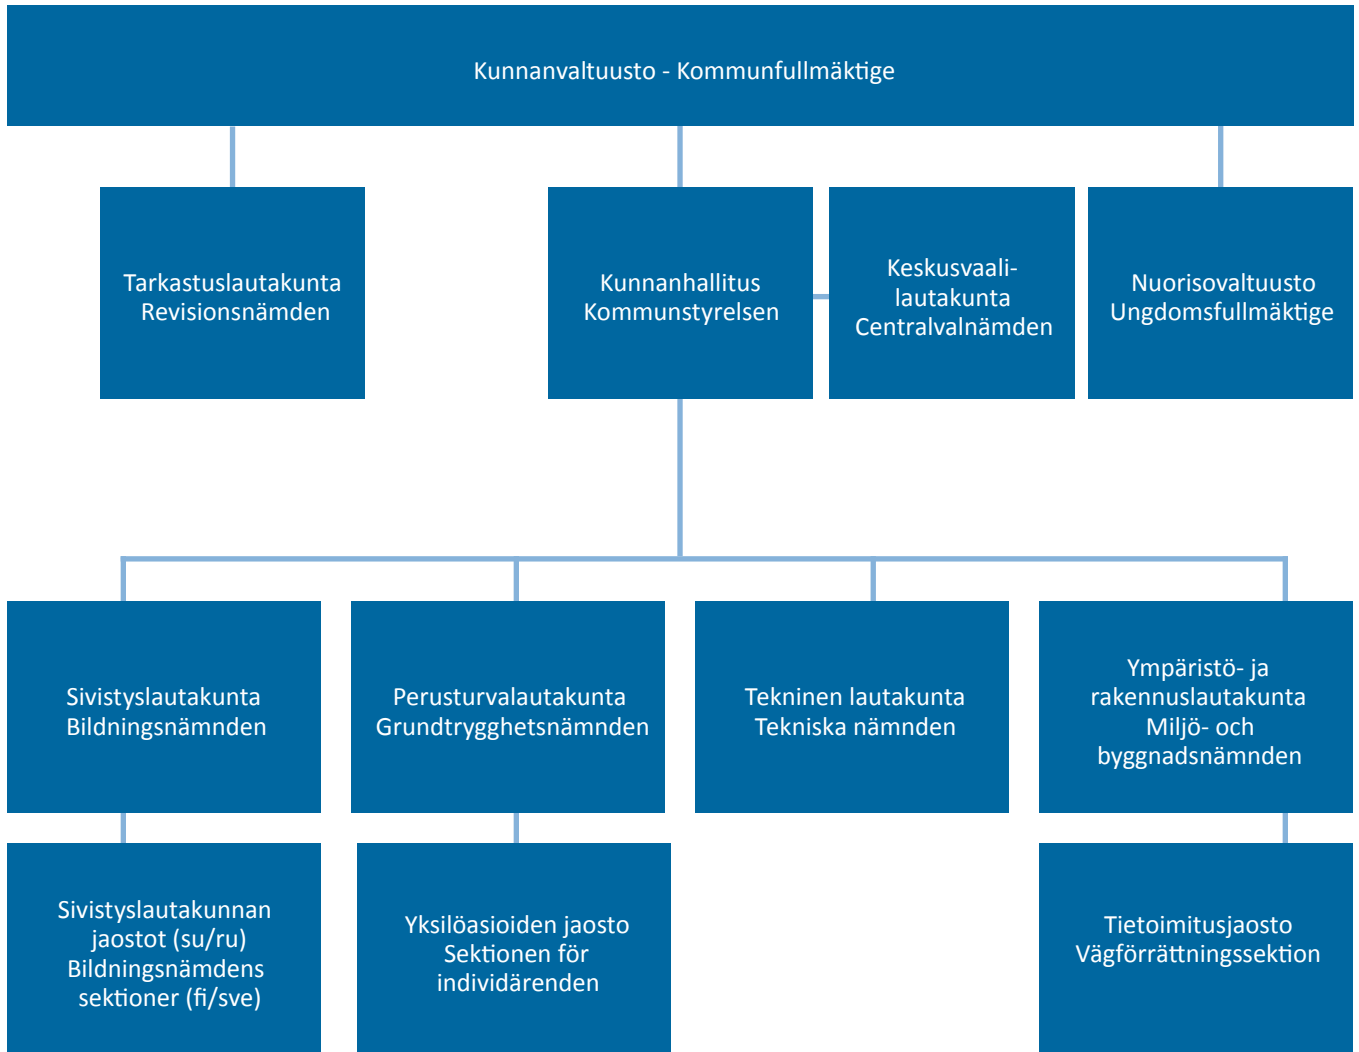 Kunnanvaltuusto - Kommunfullmäktige
Tarkastuslautakunta
Revisionsnämden
Kunnanhallitus
Kommunstyrelsen
Keskusvaali-
lautakunta
Centralvalnämden
Nuorisovaltuusto
Ungdomsfullmäktige
Sivistyslautakunta
Bildningsnämnden
Perusturvalautakunta
Grundtrygghetsnämnden
Tekninen lautakunta
Tekniska nämnden
Ympäristö- ja
rakennuslautakunta
Miljö- och
byggnadsnämnden
Sivistyslautakunnan
jaostot (su/ru)
Bildningsnämdens
sektioner (fi/sve)
Yksilöasioiden jaosto
Sektionen för
individärenden
Tietoimitusjaosto
Vägförrättningssektion